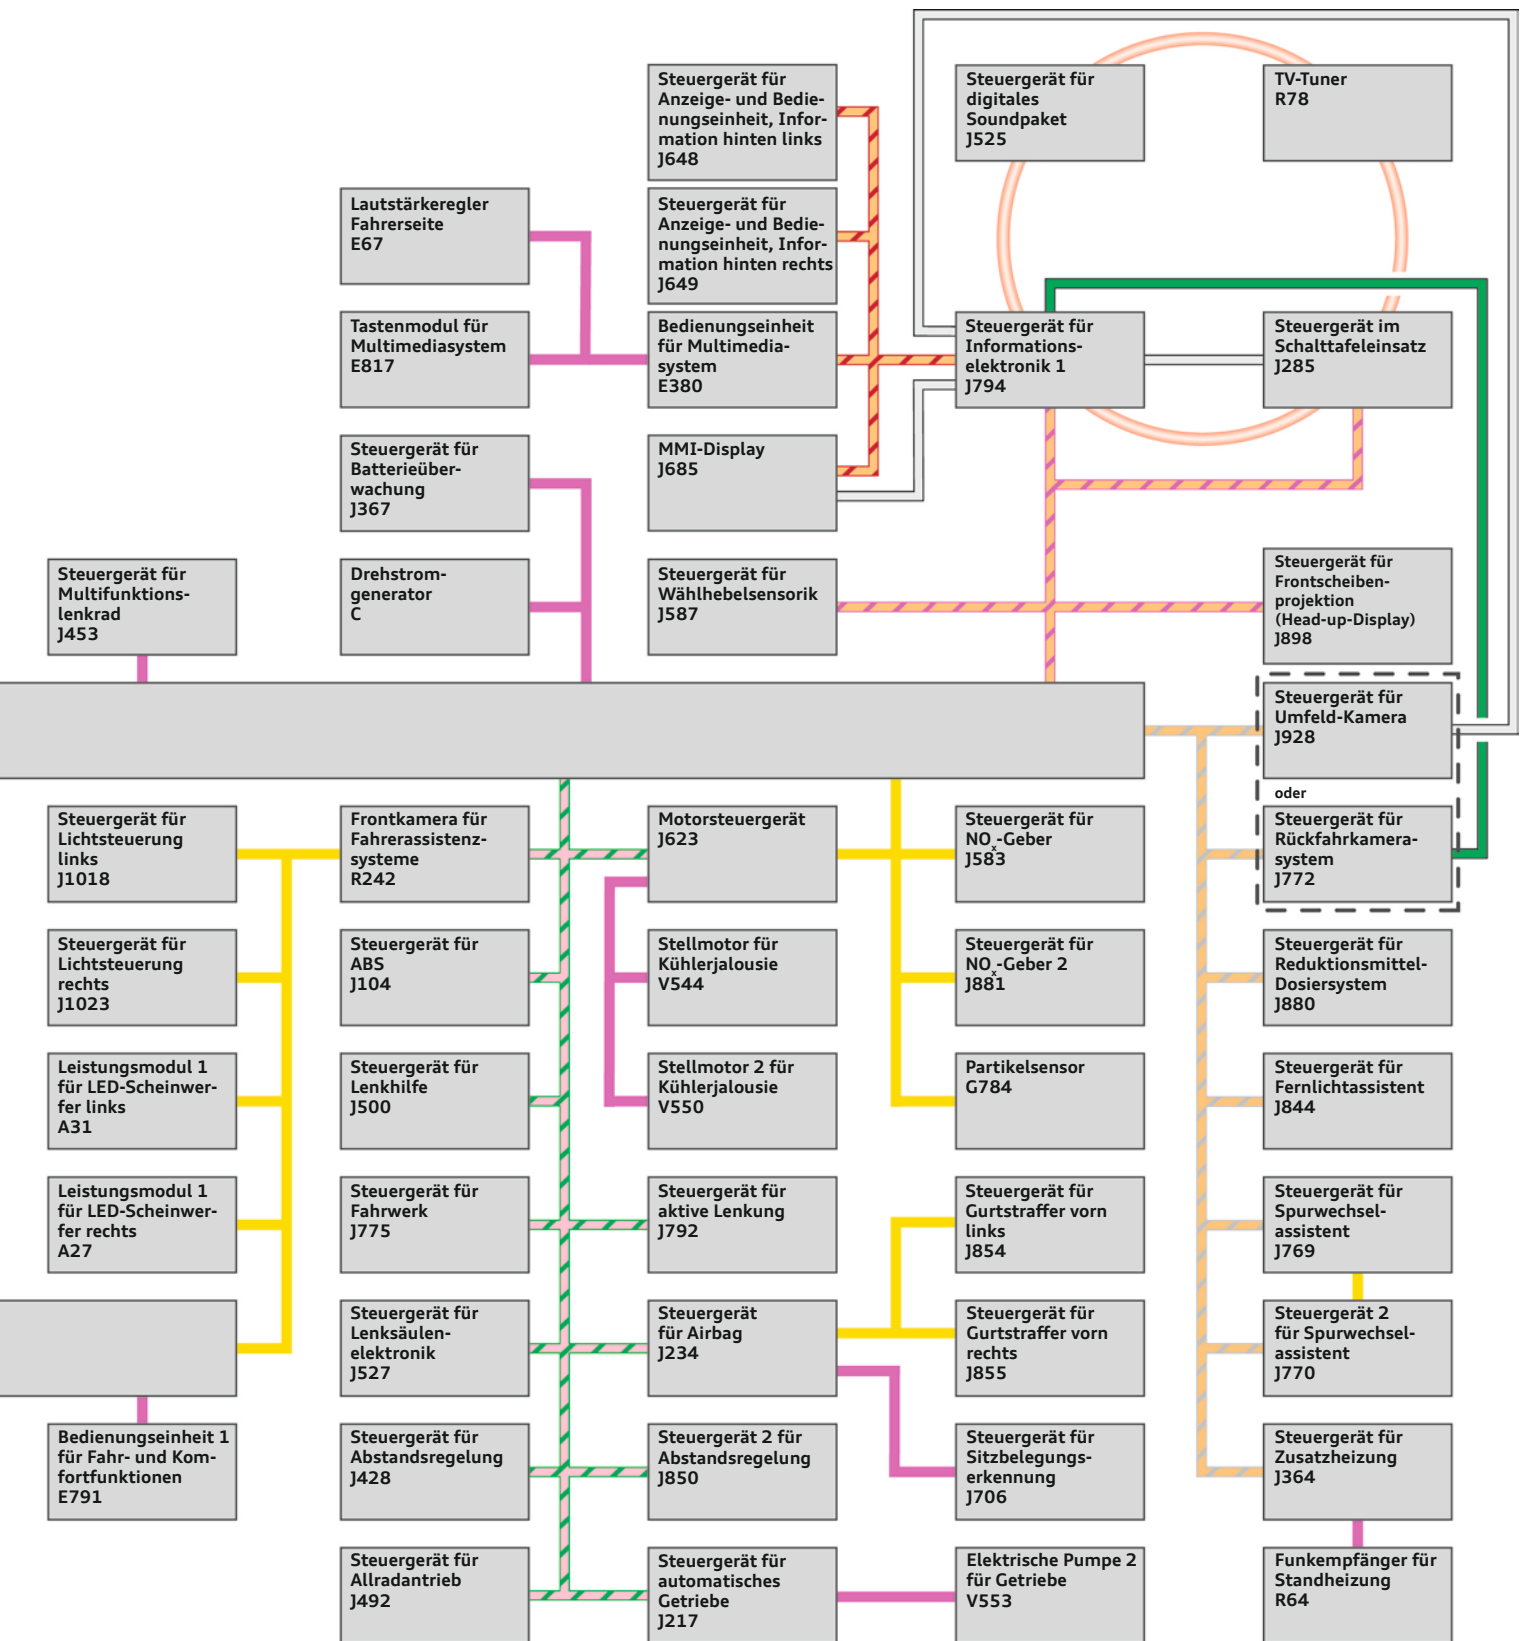 Steuergerät für
Anzeige- und Bedie-
nungseinheit, Infor-
mation hinten links
J648
Steuergerät für
digitales
Soundpaket
J525
TV-Tuner
R78
Lautstärkeregler
Fahrerseite
E67
Steuergerät für
Anzeige- und Bedie-
nungseinheit, Infor-
mation hinten rechts
J649
Tastenmodul für
Multimediasystem
E817
Bedienungseinheit
für Multimedia-
system
E380
Steuergerät für
Informations-
elektronik 1
J794
Steuergerät im
Schalttafeleinsatz
J285
Steuergerät für
Batterieüber-
wachung
J367
MMI-Display
J685
Steuergerät für
Multifunktions-
lenkrad
J453
Drehstrom-
generator
C
Steuergerät für
Wählhebelsensorik
J587
Steuergerät für
Frontscheiben-
projektion
(Head-up-Display)
J898
Steuergerät für
Umfeld-Kamera
J928
oder
Steuergerät für
Lichtsteuerung
links
J1018
Frontkamera für
Fahrerassistenz-
systeme
R242
Motorsteuergerät
J623
Steuergerät für
NOx-Geber
J583
Steuergerät für
Rückfahrkamera-
system
J772
Steuergerät für
Lichtsteuerung
rechts
J1023
Steuergerät für
ABS
J104
Stellmotor für
Kühlerjalousie
V544
Steuergerät für
NOx-Geber 2
J881
Steuergerät für
Reduktionsmittel-
Dosiersystem
J880
Leistungsmodul 1
für LED-Scheinwer-
fer links
A31
Steuergerät für
Lenkhilfe
J500
Stellmotor 2 für
Kühlerjalousie
V550
Partikelsensor
G784
Steuergerät für
Fernlichtassistent
J844
Leistungsmodul 1
für LED-Scheinwer-
fer rechts
A27
Steuergerät für
Fahrwerk
J775
Steuergerät für
aktive Lenkung
J792
Steuergerät für
Gurtstraffer vorn
links
J854
Steuergerät für
Spurwechsel-
assistent
J769
Steuergerät für
Lenksäulen-
elektronik
J527
Steuergerät
für Airbag
J234
Steuergerät für
Gurtstraffer vorn
rechts
J855
Steuergerät 2
für Spurwechsel-
assistent
J770
Bedienungseinheit 1
für Fahr- und Kom-
fortfunktionen
E791
Steuergerät für
Abstandsregelung
J428
Steuergerät 2 für
Abstandsregelung
J850
Steuergerät für
Sitzbelegungs-
erkennung
J706
Steuergerät für
Zusatzheizung
J364
Steuergerät für
Allradantrieb
J492
Steuergerät für
automatisches
Getriebe
J217
Elektrische Pumpe 2
für Getriebe
V553
Funkempfänger für
Standheizung
R64